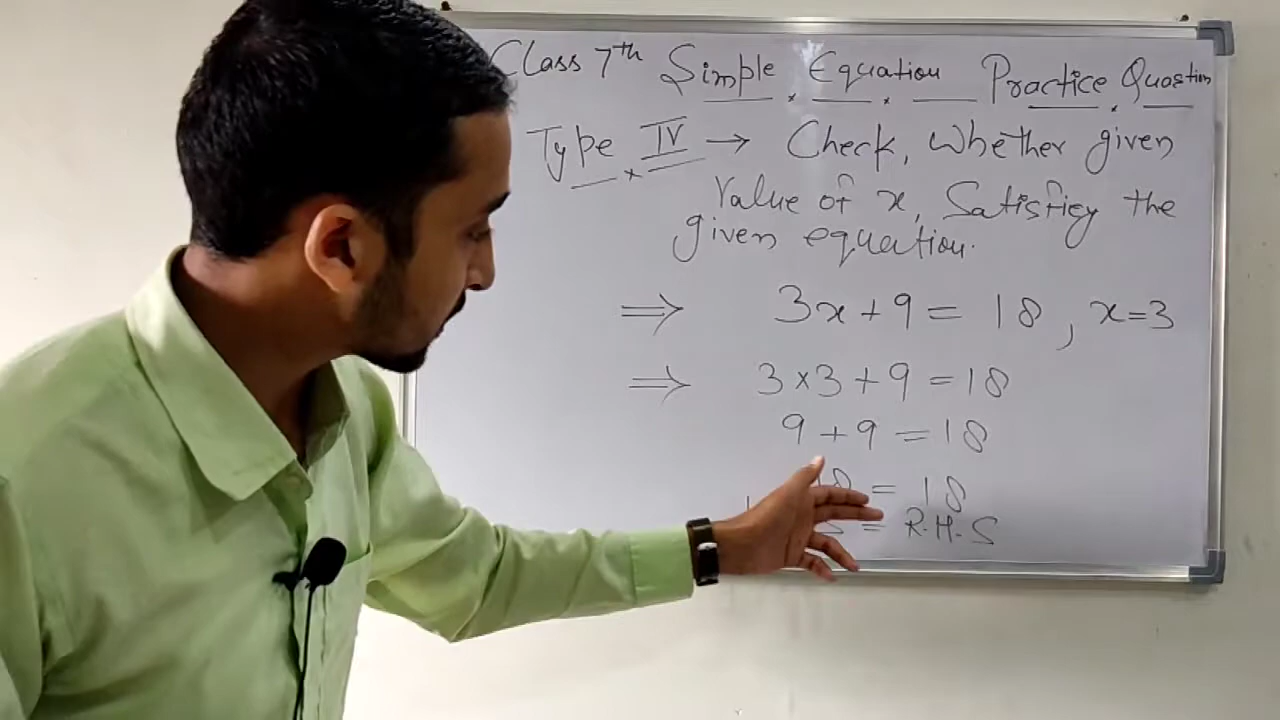 Class 7th Simple Equation Practice Question
Type IV → Check, Whether given
Value of x, Satisfiey the
given equation.
⇒ 3x + 9 = 18, x = 3
⇒ 3 × 3 + 9 = 18
9 + 9 = 18
18 = 18
S = R.H.S